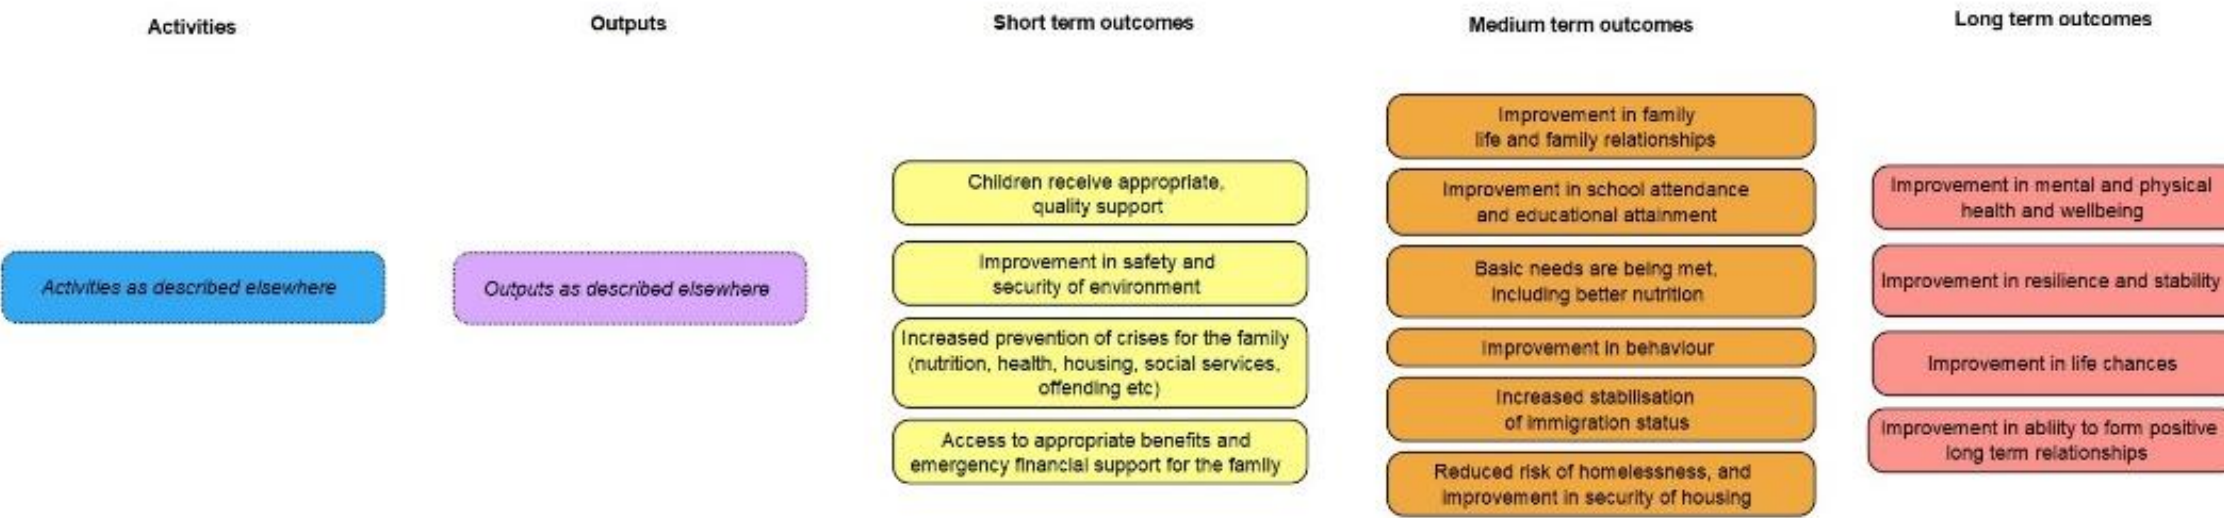 Activities
Outputs
Short term outcomes
Medium term outcomes
Long term outcomes
Activities as described elsewhere
Outputs as described elsewhere
Children receive appropriate,
quality support
Improvement in safety and
security of environment
Increased prevention of crises for the family
(nutrition, health, housing, social services,
offending etc)
Access to appropriate benefits and
emergency financial support for the family
Improvement in family
life and family relationships
Improvement in school attendance
and educational attainment
Basic needs are being met,
including better nutrition
Improvement in behaviour
Increased stabilisation
of immigration status
Reduced risk of homelessness, and
improvement in security of housing
Improvement in mental and physical
health and wellbeing
Improvement in resilience and stability
Improvement in life chances
Improvement in ability to form positive
long term relationships